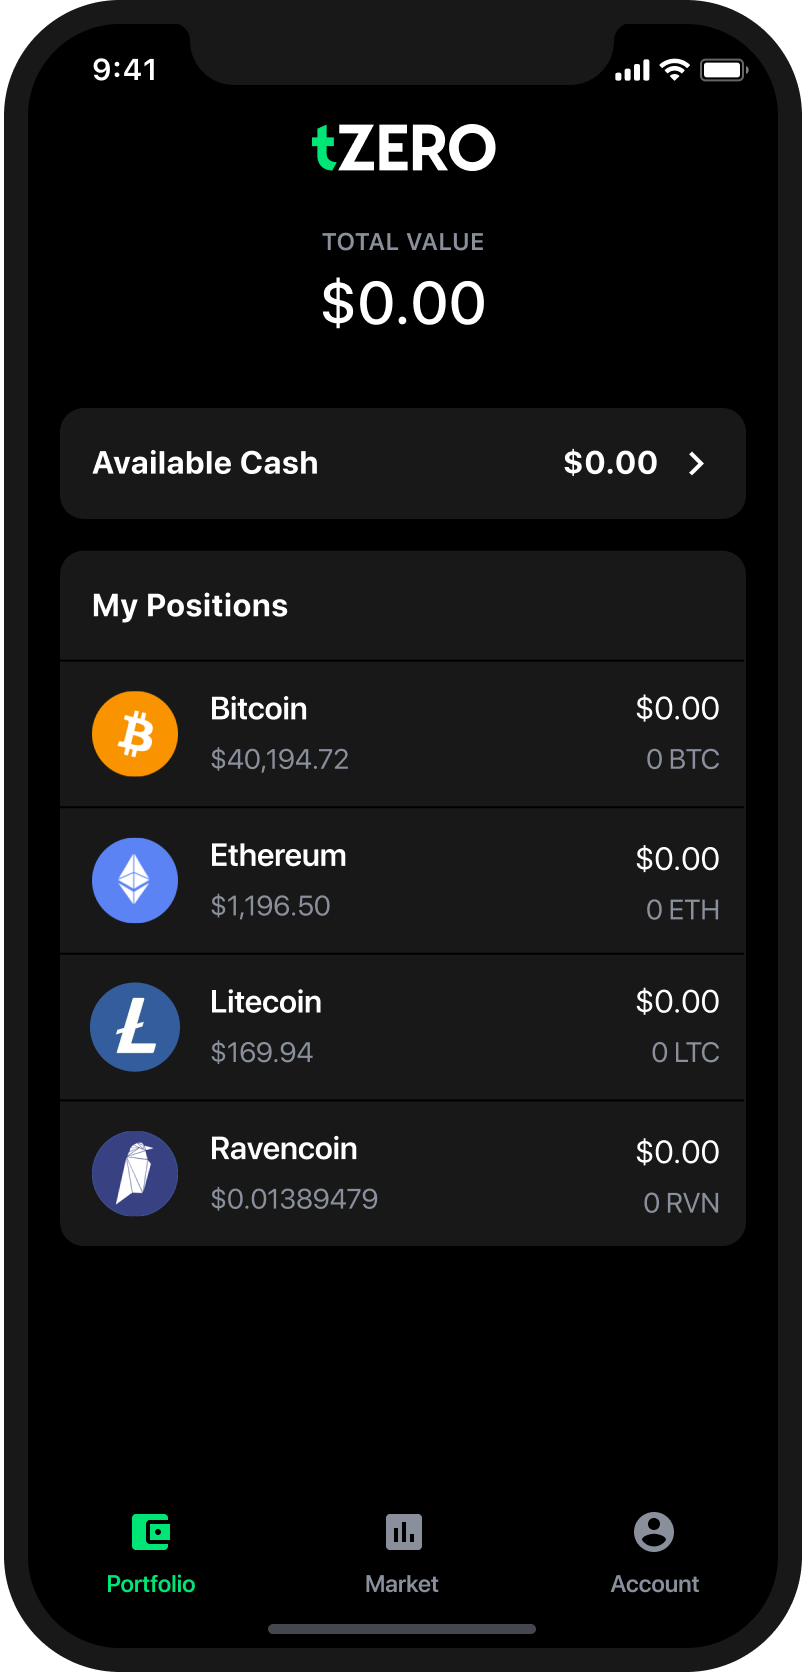 9:41
tZERO
TOTAL VALUE
$0.00
Available Cash $0.00
My Positions
Bitcoin $0.00
$40,194.72 0 BTC
Ethereum $0.00
$1,196.50 0 ETH
Litecoin $0.00
$169.94 0 LTC
Ravencoin $0.00
$0.01389479 0 RVN
Portfolio Market Account